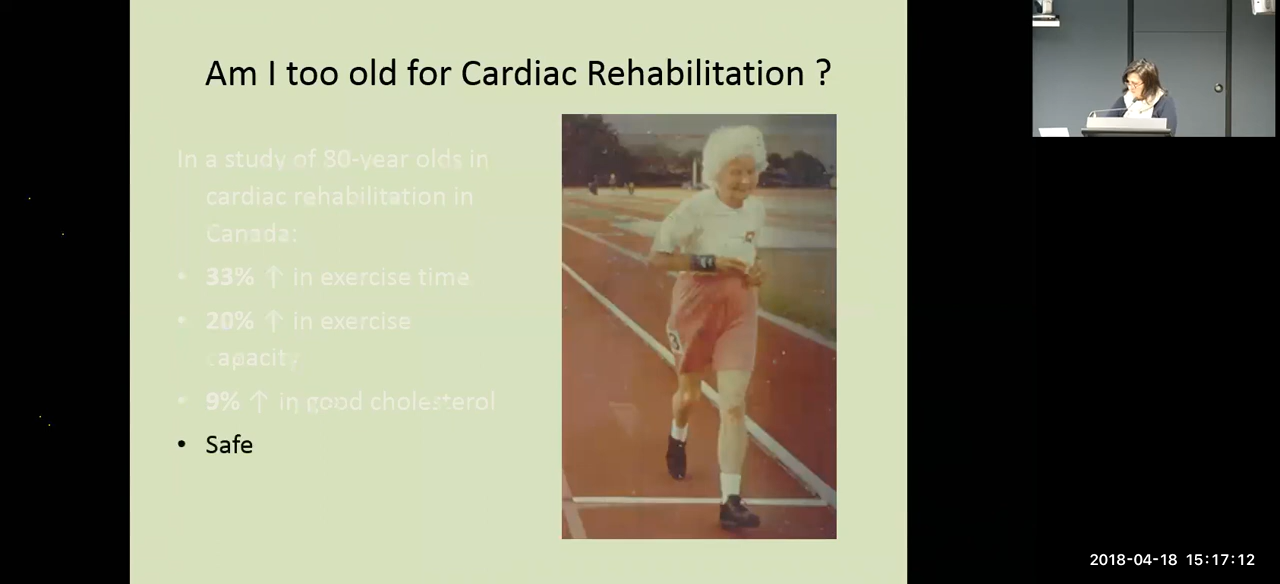 Am I too old for Cardiac Rehabilitation ?
In a study of 80-year olds in
cardiac rehabilitation in
Canada:
• 33% ↑ in exercise time
• 20% ↑ in exercise
capacity
• 9% ↑ in good cholesterol
• Safe
2018-04-18 15:17:12